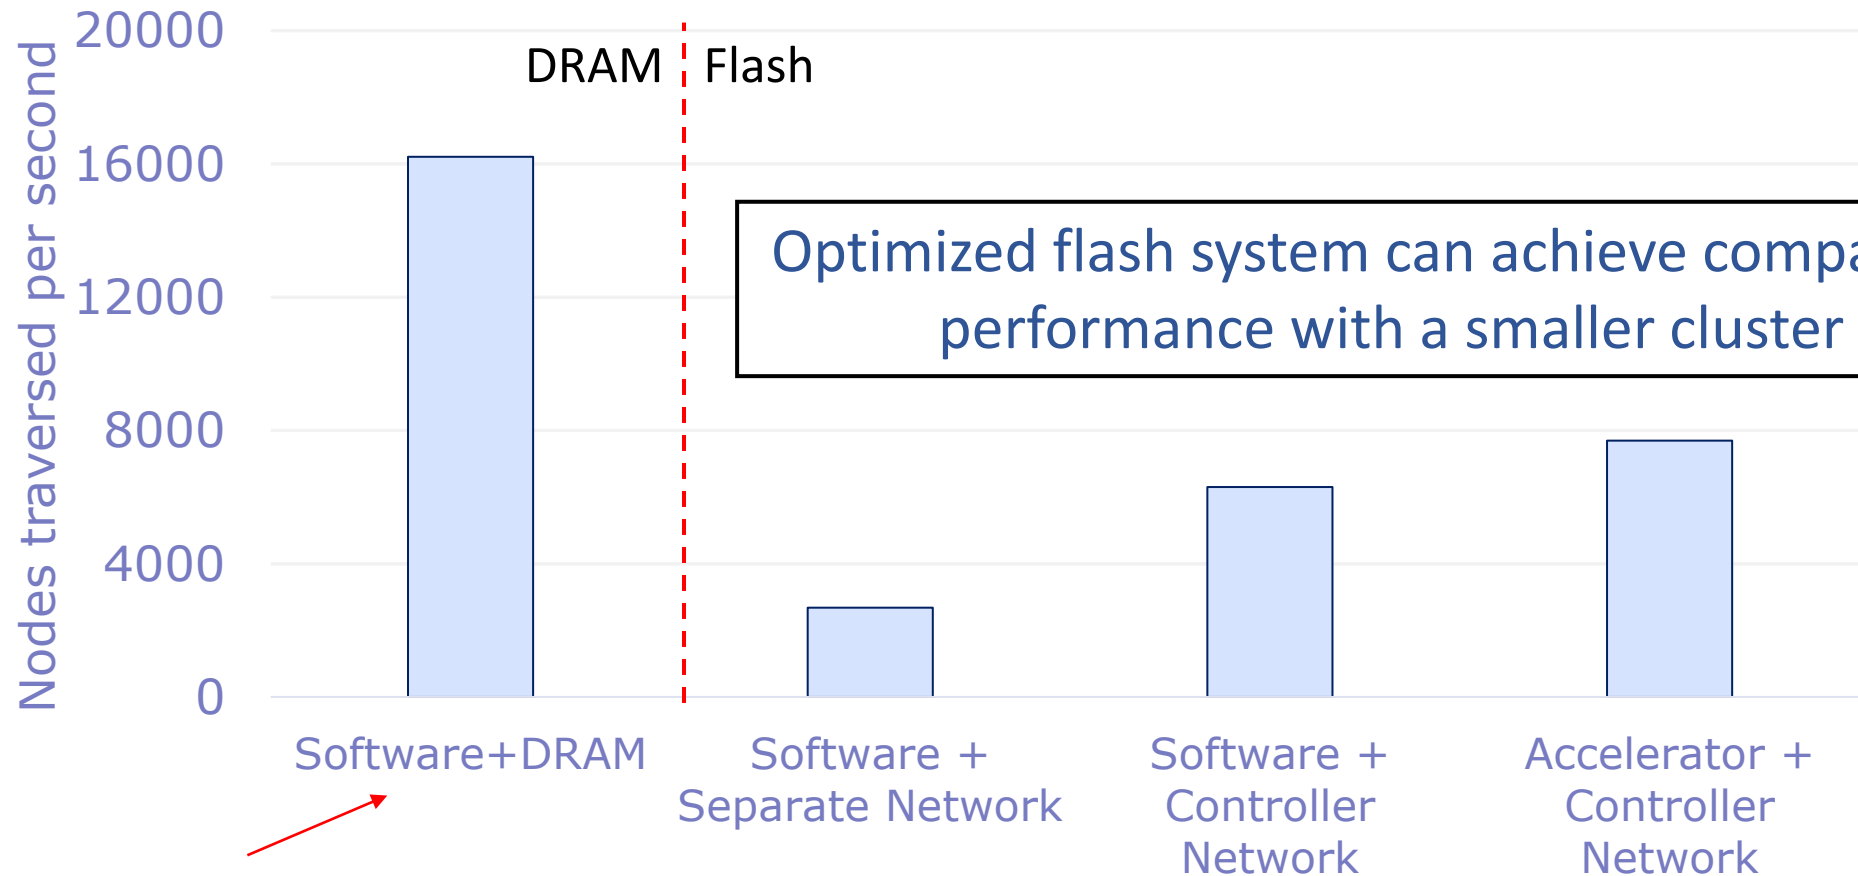 Nodes traversed per second
20000
16000
12000
8000
4000
0
DRAM
Flash
Optimized flash system can achieve
performance with a smaller cluster
Software+DRAM
Software +
Separate Network
Software +
Controller
Network
Accelerator +
Controller
Network